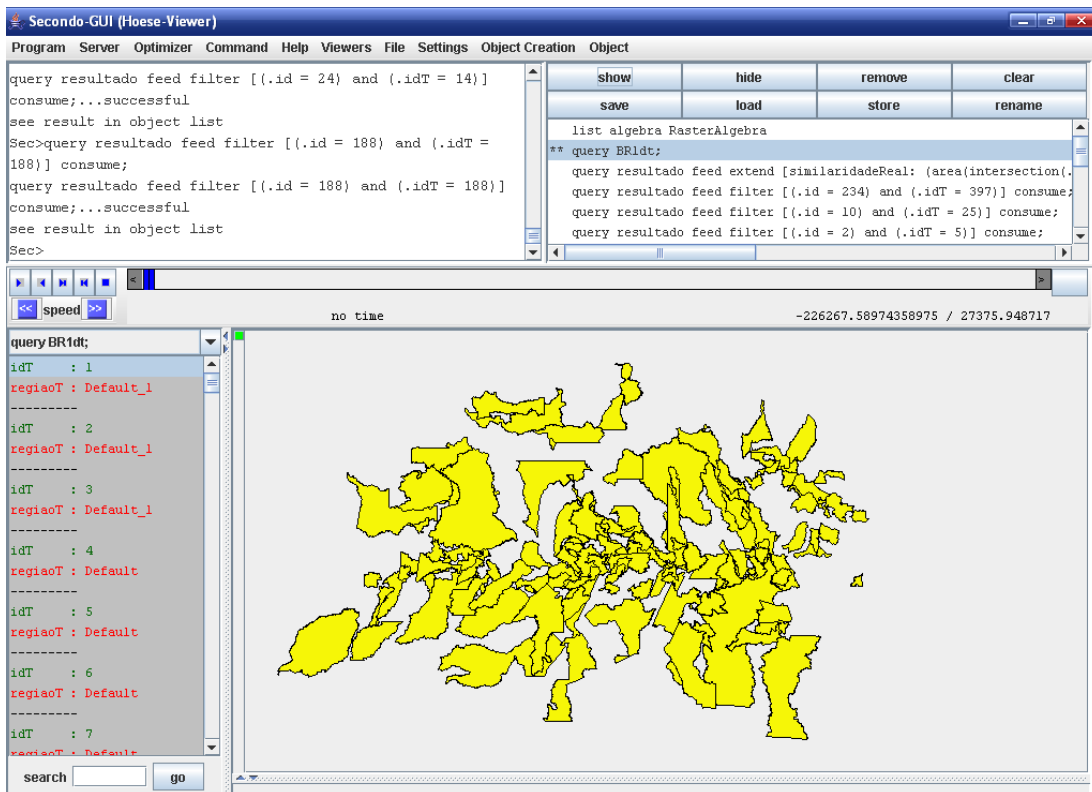 Secondo-GUI (Hoese-Viewer)
Program Server Optimizer Command Help Viewers File Settings Object Creation Object
query resultado feed filter [(.id = 24) and (.idT = 14)]
consume;...successful
see result in object list
Sec>query resultado feed filter [(.id = 188) and (.idT =
188)] consume;
query resultado feed filter [(.id = 188) and (.idT = 188)]
consume;...successful
see result in object list
Sec>
show hide remove clear
save load store rename
list algebra RasterAlgebra
** query BR1dt;
query resultado feed extend [similaridadeReal: (area(intersection(.
query resultado feed filter [(.id = 234) and (.idT = 397)] consume;
query resultado feed filter [(.id = 10) and (.idT = 25)] consume;
query resultado feed filter [(.id = 2) and (.idT = 5)] consume;
< >
<< speed >>
no time
-226267.58974358975 / 27375.948717
query BR1dt;
idT : 1
regiaoT : Default_1
---------
idT : 2
regiaoT : Default_1
---------
idT : 3
regiaoT : Default_1
---------
idT : 4
regiaoT : Default
---------
idT : 5
regiaoT : Default
---------
idT : 6
regiaoT : Default
---------
idT : 7
regiaoT : Default
search go